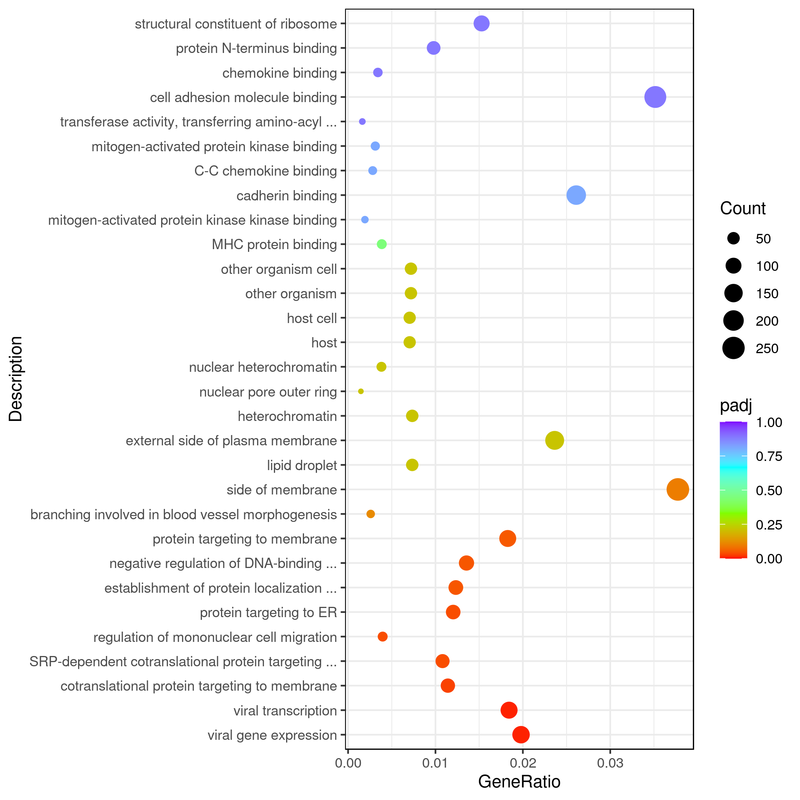 structural constituent of ribosome
protein N-terminus binding
chemokine binding
cell adhesion molecule binding
transferase activity, transferring amino-acyl ...
mitogen-activated protein kinase binding
C-C chemokine binding
cadherin binding
mitogen-activated protein kinase kinase binding
MHC protein binding
other organism cell
other organism
host cell
host
nuclear heterochromatin
nuclear pore outer ring
heterochromatin
external side of plasma membrane
lipid droplet
side of membrane
branching involved in blood vessel morphogenesis
protein targeting to membrane
negative regulation of DNA-binding ...
establishment of protein localization ...
protein targeting to ER
regulation of mononuclear cell migration
SRP-dependent cotranslational protein targeting ...
cotranslational protein targeting to membrane
viral transcription
viral gene expression
Description
0.00 0.01 0.02 0.03
GeneRatio
Count
50
100
150
200
250
padj
1.00
0.75
0.50
0.25
0.00